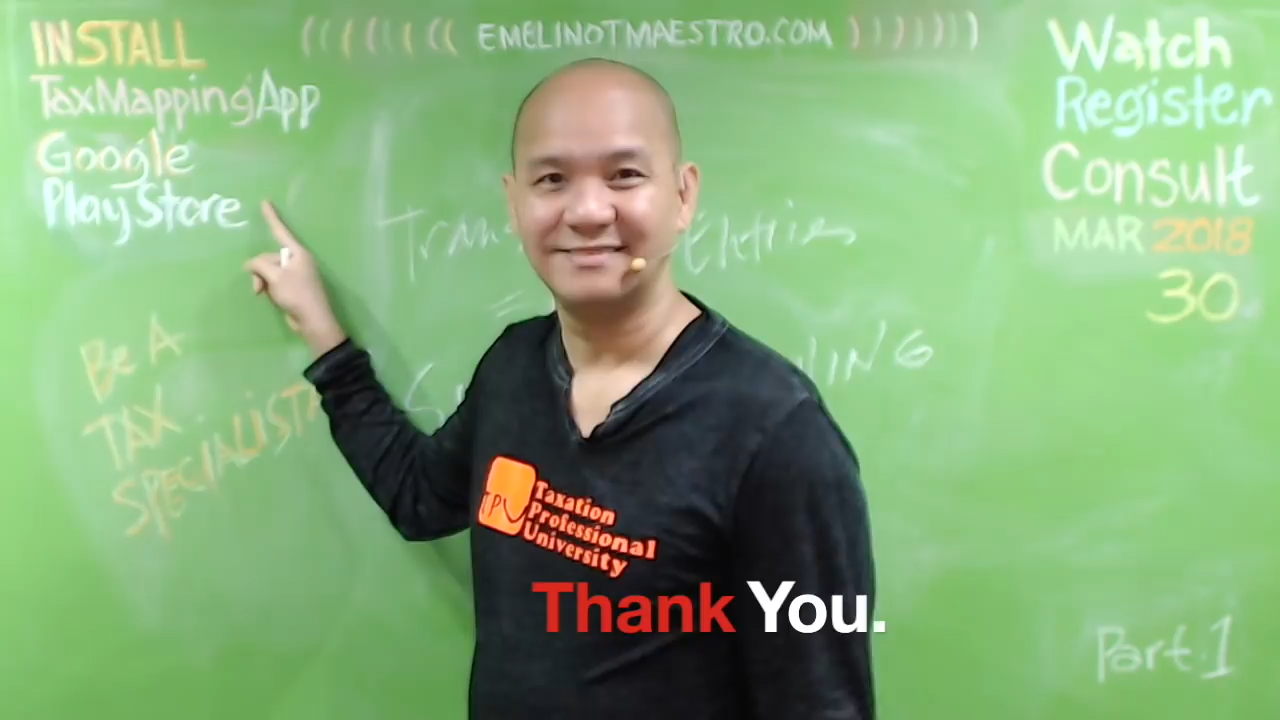 INSTALL
TaxMappingApp
Google
PlayStore
(((((((( EMELINOTMAESTRO.COM ))))))))
Watch
Register
Consult
MAR 2018
30
Entries
=
Be A
TAX
SPECIALIST
Taxation
Professional
University
Thank You.
Part 1